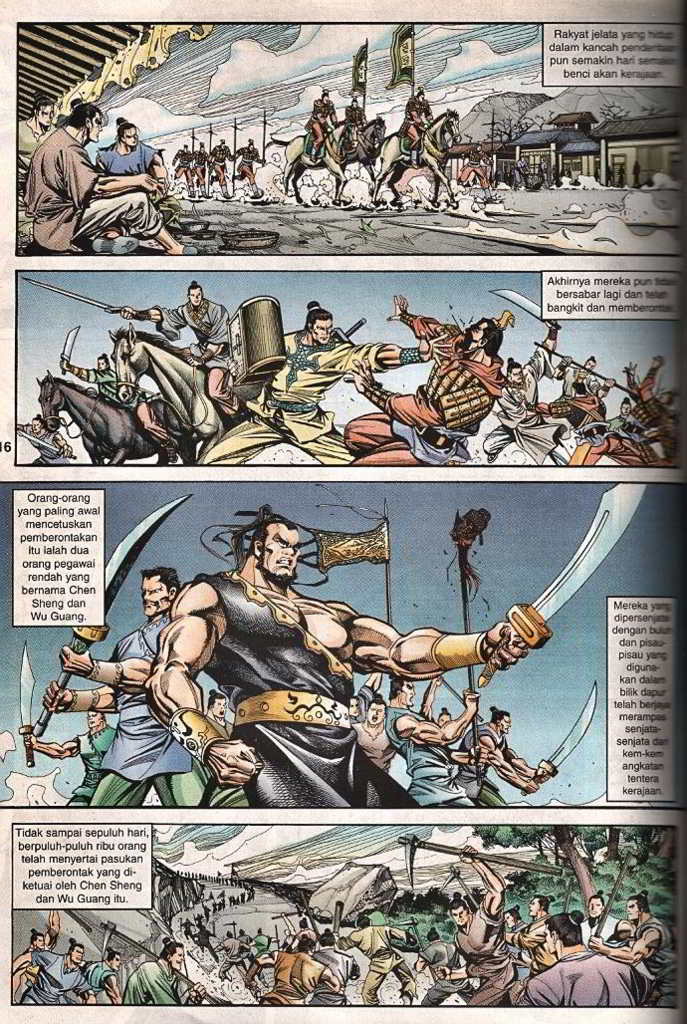 Rakyat jelata yang hidup
dalam kancah penderitaan
pun semakin hari semakin
benci akan kerajaan.
Akhirnya mereka pun tidak
bersabar lagi dan telah
bangkit dan memberontak.
16
Orang-orang
yang paling awal
mencetuskan
pemberontakan
itu ialah dua
orang pegawai
rendah yang
bernama Chen
Sheng dan
Wu Guang.
Mereka yang
dipersenjatai
dengan buluh
dan pisau-
pisau yang
diguna-
kan dalam
bilik dapur
telah berjaya
merampas
senjata-
senjata dan
kem-kem
angkatan
tentera
kerajaan.
Tidak sampai sepuluh hari,
berpuluh-puluh ribu orang
telah menyertai pasukan
pemberontak yang di-
ketuai oleh Chen Sheng
dan Wu Guang itu.